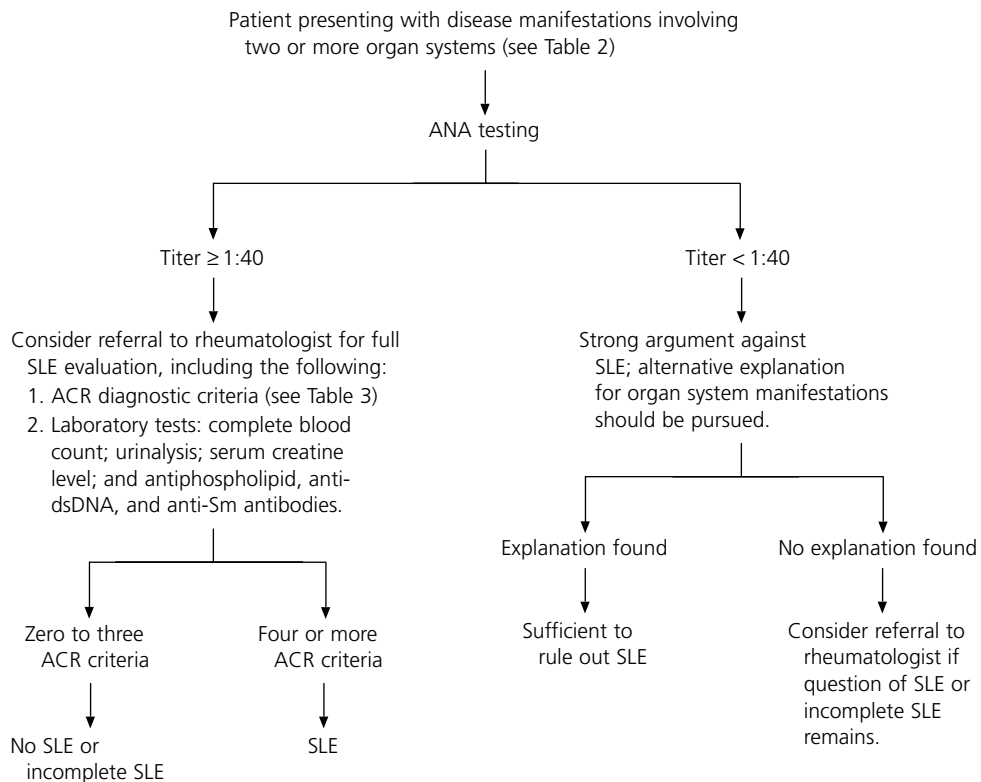 Patient presenting with disease manifestations involving
two or more organ systems (see Table 2)
ANA testing
Titer ≥ 1:40
Titer < 1:40
Consider referral to rheumatologist for full
SLE evaluation, including the following:
1. ACR diagnostic criteria (see Table 3)
2. Laboratory tests: complete blood
count; urinalysis; serum creatine
level; and antiphospholipid, anti-
dsDNA, and anti-Sm antibodies.
Strong argument against
SLE; alternative explanation
for organ system manifestations
should be pursued.
Zero to three
ACR criteria
Four or more
ACR criteria
No SLE or
incomplete SLE
SLE
Explanation found
No explanation found
Sufficient to
rule out SLE
Consider referral to
rheumatologist if
question of SLE or
incomplete SLE
remains.